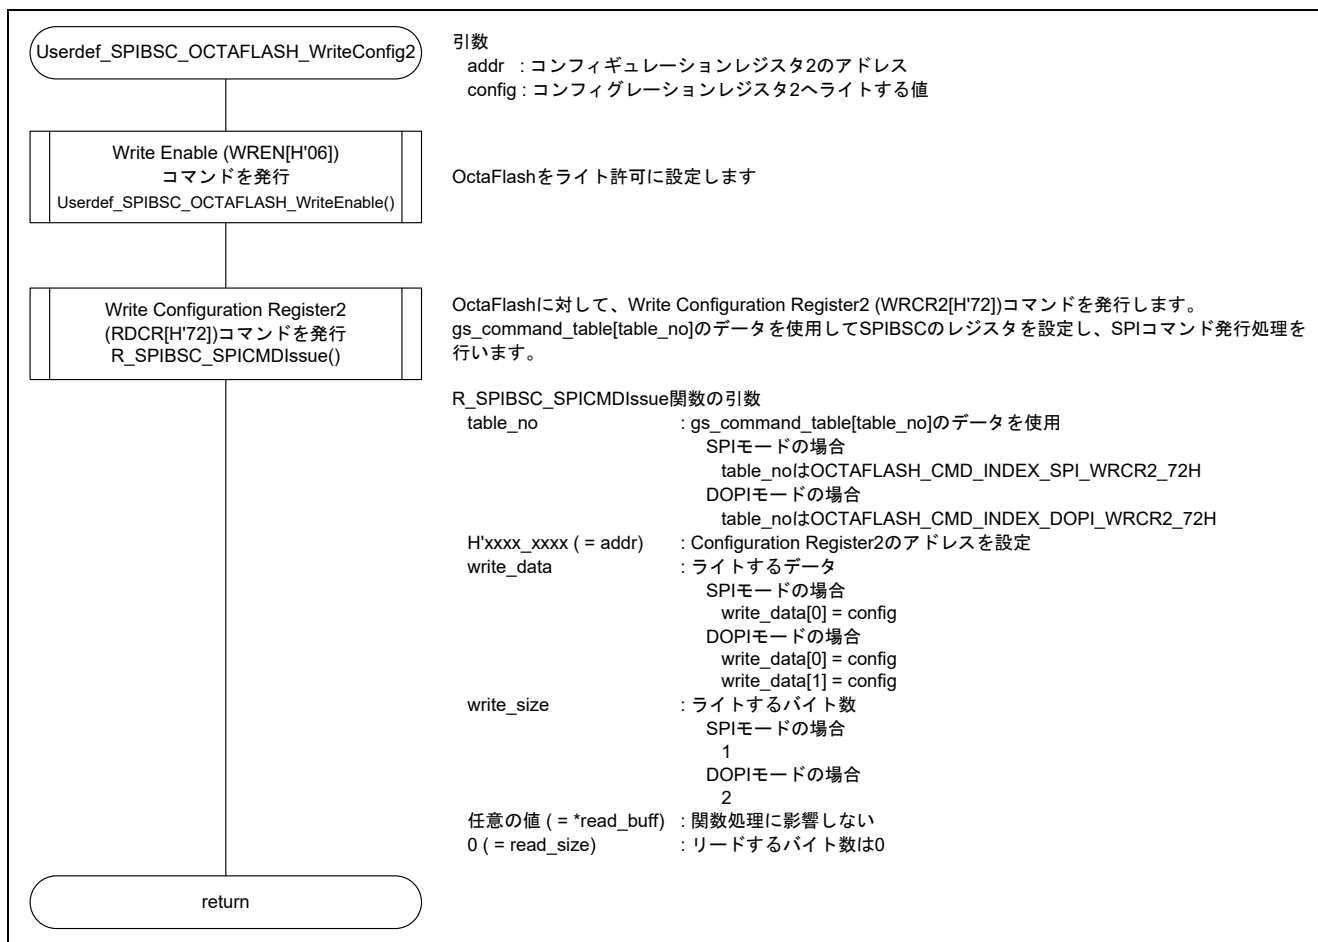 Userdef_SPIBSC_OCTAFLASH_WriteConfig2
引数
addr : コンフィギュレーションレジスタ2のアドレス
config : コンフィグレーションレジスタ2へライトする値
Write Enable (WREN[H'06])
コマンドを発行
Userdef_SPIBSC_OCTAFLASH_WriteEnable()
OctaFlashをライト許可に設定します
Write Configuration Register2
(RDCR[H'72])コマンドを発行
R_SPIBSC_SPICMDIssue()
OctaFlashに対して、Write Configuration Register2 (WRCR2[H'72])コマンドを発行します。
gs_command_table[table_no]のデータを使用してSPIBSCのレジスタを設定し、SPIコマンド発行処理を
行います。
R_SPIBSC_SPICMDIssue関数の引数
table_no : gs_command_table[table_no]のデータを使用
SPIモードの場合
table_noはOCTAFLASH_CMD_INDEX_SPI_WRCR2_72H
DOPIモードの場合
table_noはOCTAFLASH_CMD_INDEX_DOPI_WRCR2_72H
H'xxxx_xxxx ( = addr) : Configuration Register2のアドレスを設定
write_data : ライトするデータ
SPIモードの場合
write_data[0] = config
DOPIモードの場合
write_data[0] = config
write_data[1] = config
write_size : ライトするバイト数
SPIモードの場合
1
DOPIモードの場合
2
任意の値 ( = *read_buff) : 関数処理に影響しない
0 ( = read_size) : リードするバイト数は0
return